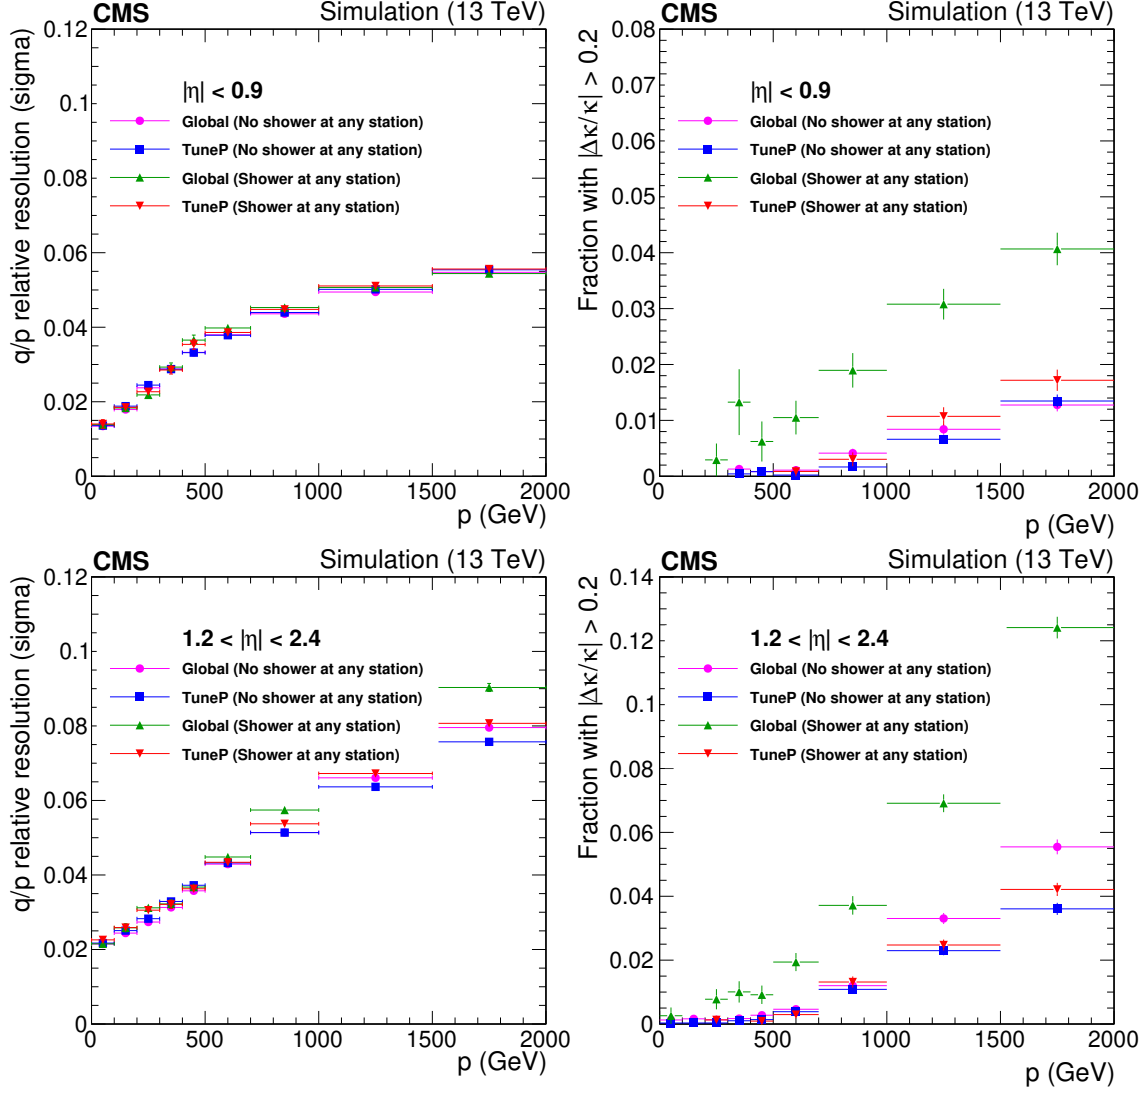 CMS Simulation (13 TeV)
q/p relative resolution (sigma)
0.12
0.1
0.08
0.06
0.04
0.02
0
|η| < 0.9
Global (No shower at any station)
TuneP (No shower at any station)
Global (Shower at any station)
TuneP (Shower at any station)
0 500 1000 1500 2000
p (GeV)
CMS Simulation (13 TeV)
Fraction with |Δκ/κ| > 0.2
0.08
0.07
0.06
0.05
0.04
0.03
0.02
0.01
0
|η| < 0.9
Global (No shower at any station)
TuneP (No shower at any station)
Global (Shower at any station)
TuneP (Shower at any station)
0 500 1000 1500 2000
p (GeV)
CMS Simulation (13 TeV)
q/p relative resolution (sigma)
0.12
0.1
0.08
0.06
0.04
0.02
0
1.2 < |η| < 2.4
Global (No shower at any station)
TuneP (No shower at any station)
Global (Shower at any station)
TuneP (Shower at any station)
0 500 1000 1500 2000
p (GeV)
CMS Simulation (13 TeV)
Fraction with |Δκ/κ| > 0.2
0.14
0.12
0.1
0.08
0.06
0.04
0.02
0
1.2 < |η| < 2.4
Global (No shower at any station)
TuneP (No shower at any station)
Global (Shower at any station)
TuneP (Shower at any station)
0 500 1000 1500 2000
p (GeV)